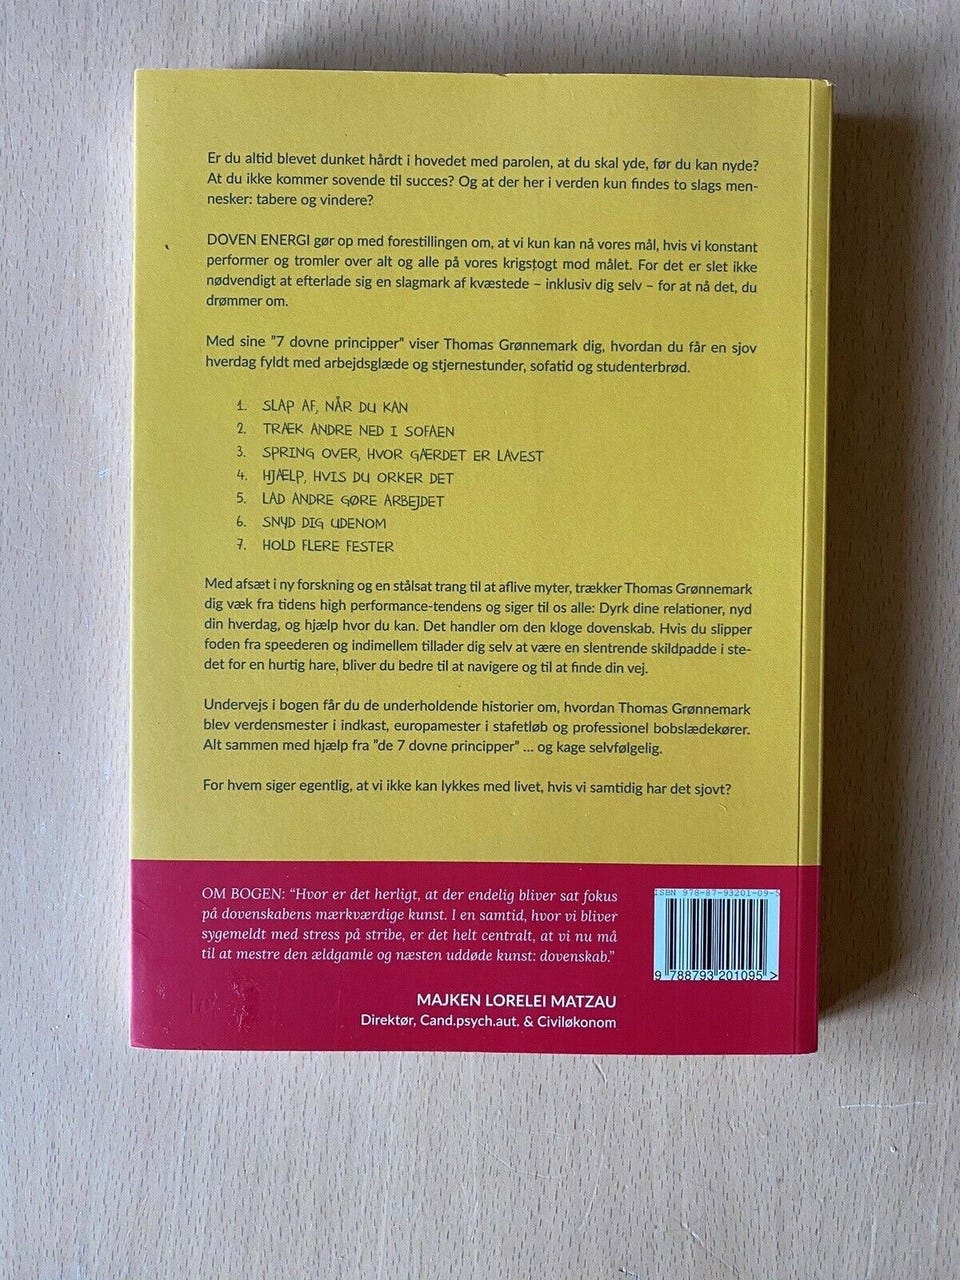 Er du altid blevet dunket hårdt i hovedet med parolen, at du skal yde, før du kan nyde?
At du ikke kommer sovende til succes? Og at der her i verden kun findes to slags men-
nesker: tabere og vindere?
DOVEN ENERGI gør op med forestillingen om, at vi kun kan nå vores mål, hvis vi konstant
performer og tromler over alt og alle på vores krigstogt mod målet. For det er slet ikke
nødvendigt at efterlade sig en slagmark af kvæstede – inklusiv dig selv – for at nå det, du
drømmer om.
Med sine ”7 dovne principper” viser Thomas Grønnemark dig, hvordan du får en sjov
hverdag fyldt med arbejdsglæde og stjernestunder, sofatid og studenterbrød.
1. SLAP AF, NÅR DU KAN
2. TRÆK ANDRE NED I SOFAEN
3. SPRING OVER, HVOR GÆRDET ER LAVEST
4. HJÆLP, HVIS DU ORKER DET
5. LAD ANDRE GØRE ARBEJDET
6. SNYD DIG UDENOM
7. HOLD FLERE FESTER
Med afsæt i ny forskning og en stålsat trang til at aflive myter, trækker Thomas Grønnemark
dig væk fra tidens high performance-tendens og siger til os alle: Dyrk dine relationer, nyd
din hverdag, og hjælp hvor du kan. Det handler om den kloge dovenskab. Hvis du slipper
foden fra speederen og indimellem tillader dig selv at være en slentrende skildpadde i ste-
det for en hurtig hare, bliver du bedre til at navigere og til at finde din vej.
Undervejs i bogen får du de underholdende historier om, hvordan Thomas Grønnemark
blev verdensmester i indkast, europamester i stafetløb og professionel bobslædekører.
Alt sammen med hjælp fra ”de 7 dovne principper” ... og kage selvfølgelig.
For hvem siger egentlig, at vi ikke kan lykkes med livet, hvis vi samtidig har det sjovt?
OM BOGEN: “Hvor er det herligt, at der endelig bliver sat fokus
på dovenskabens mærkværdige kunst. I en samtid, hvor vi bliver
sygemeldt med stress på stribe, er det helt centralt, at vi nu må
til at mestre den ældgamle og næsten uddøde kunst: dovenskab.”
MAJKEN LORELEI MATZAU
Direktør, Cand.psych.aut. & Civiløkonom
ISBN 978-87-93201-09-5
9 788793 201095 >